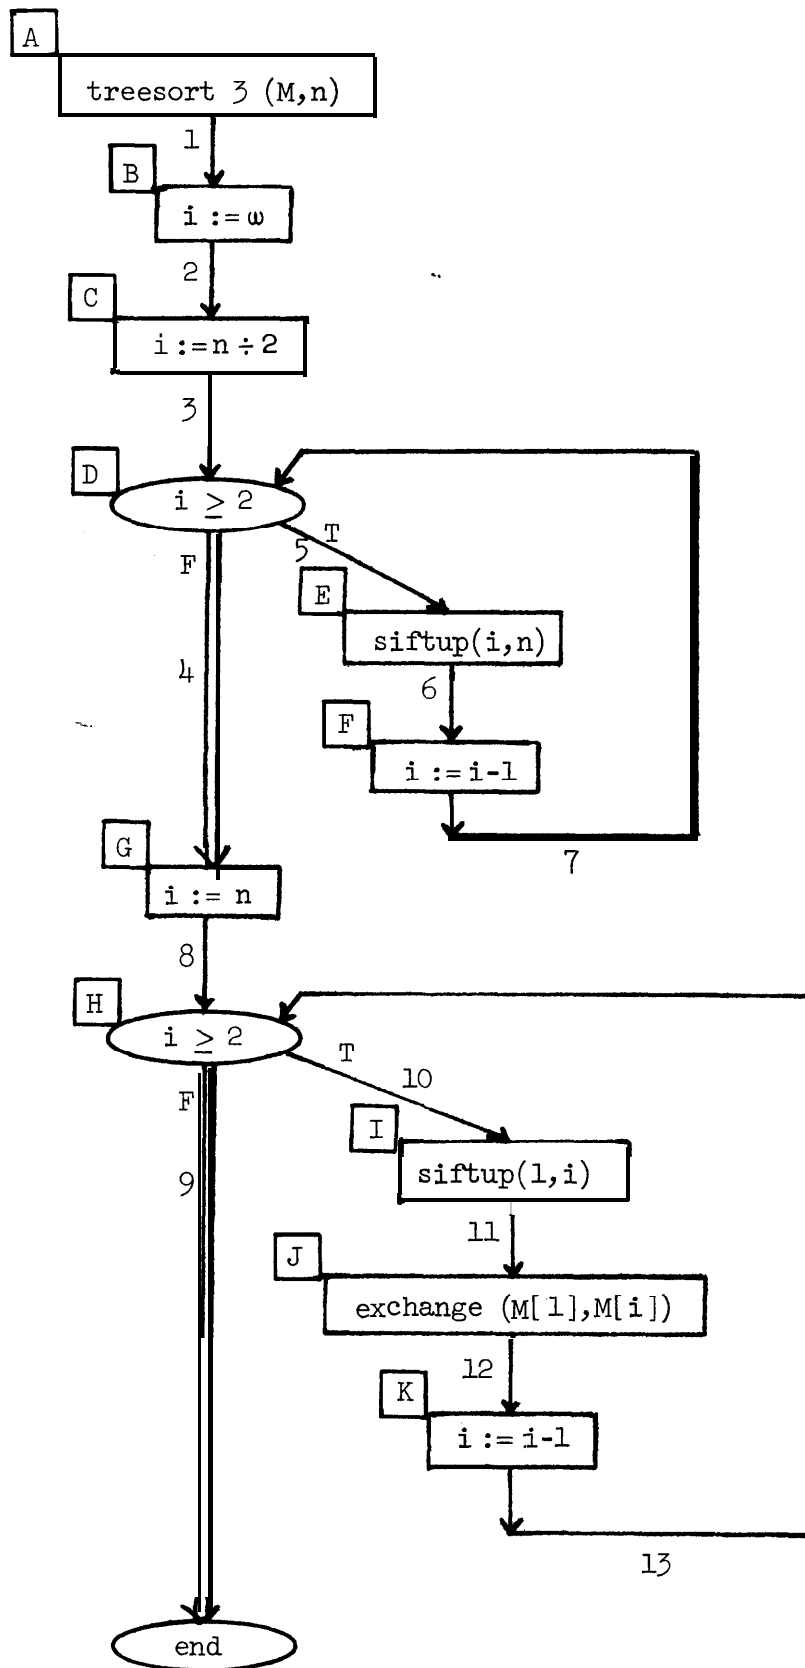 A
treesort 3 (M,n)
1
B
i := ω
2
C
i := n ÷ 2
3
D
i ≥ 2
F
5 T
E
siftup(i,n)
4
6
F
i := i-1
7
G
i := n
8
H
i ≥ 2
T
10
F
I
siftup(1,i)
9
11
J
exchange (M[1],M[i])
12
K
i := i-1
13
end